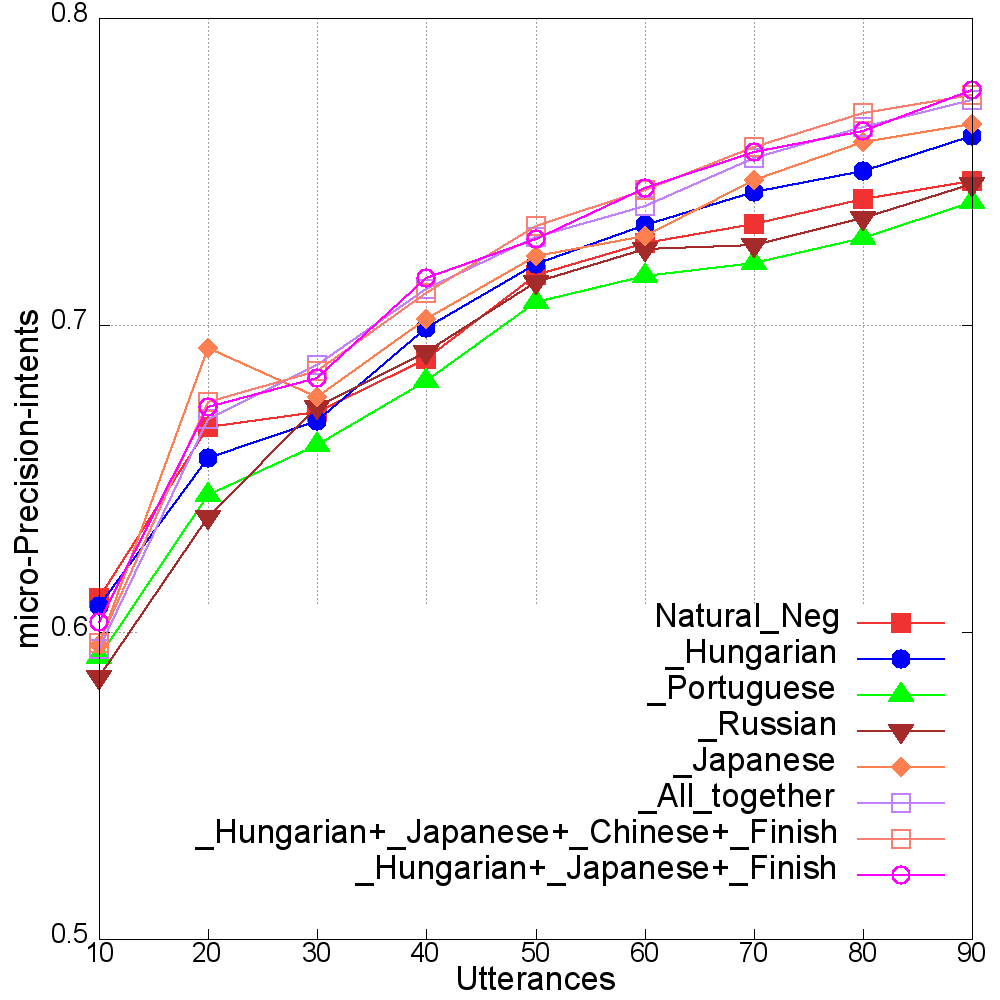 0.8
0.7
0.6
0.5
micro-Precision-intents
Natural_Neg
_Hungarian
_Portuguese
_Russian
_Japanese
_All_together
_Hungarian+_Japanese+_Chinese+_Finish
_Hungarian+_Japanese+_Finish
10 20 30 40 50 60 70 80 90
Utterances